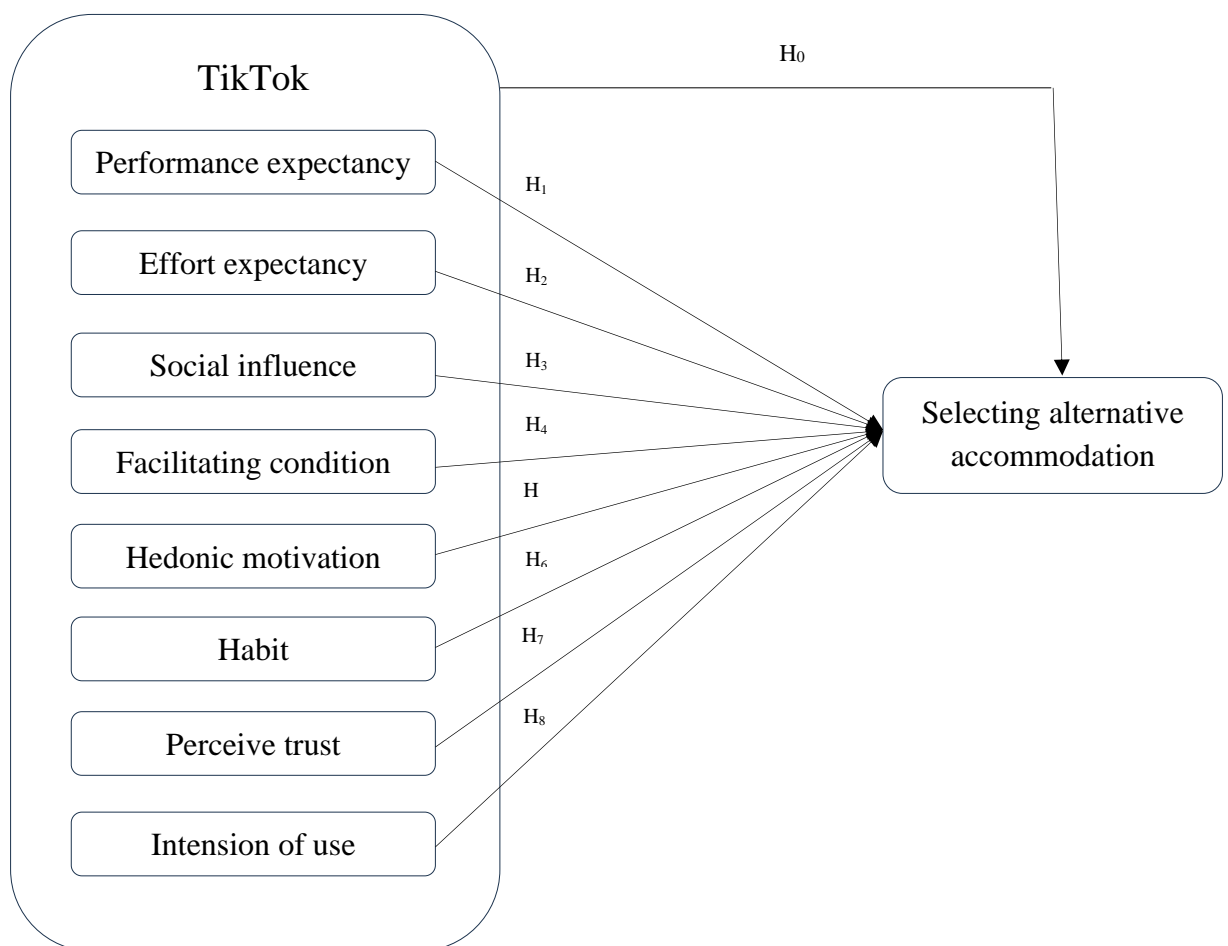 H₀
TikTok
Performance expectancy
H₁
Effort expectancy
H₂
Social influence
H₃
Facilitating condition
H₄
Hedonic motivation
H
Habit
H₆
Perceive trust
H₇
Intension of use
H₈
Selecting alternative
accommodation